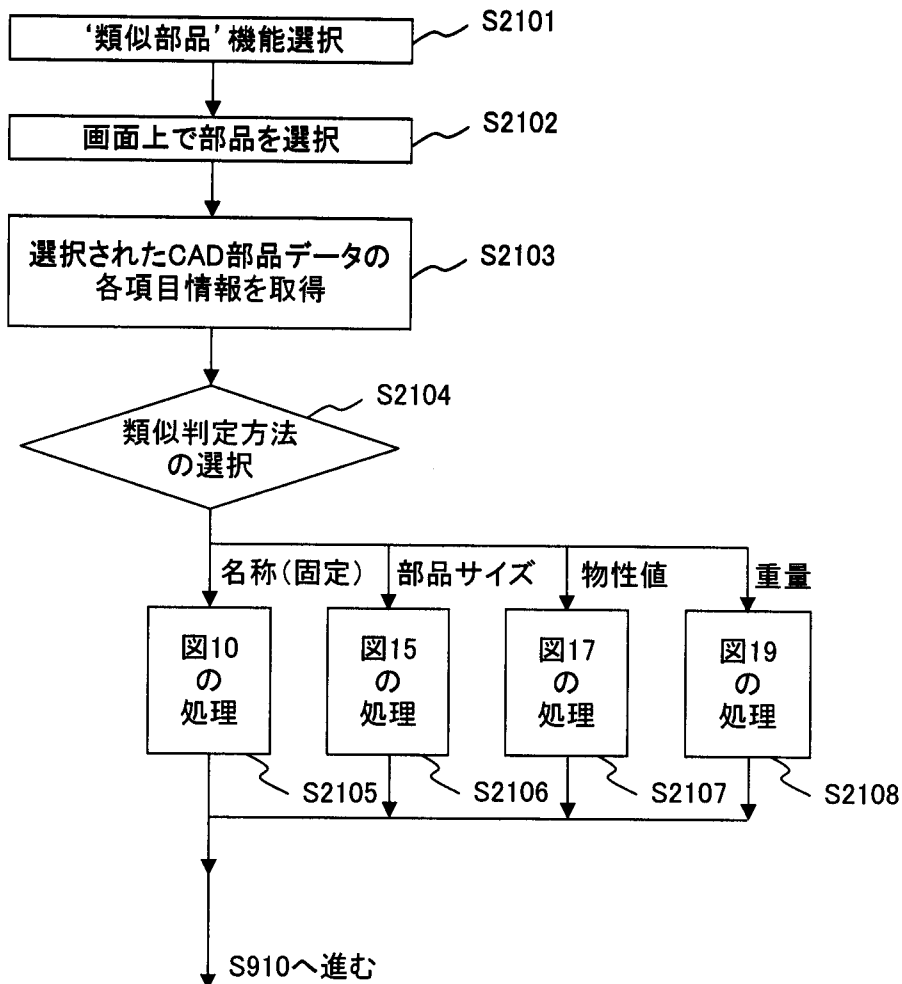 ‘類似部品’機能選択
S2101
画面上で部品を選択
S2102
選択されたCAD部品データの
各項目情報を取得
S2103
S2104
類似判定方法
の選択
名称(固定)
部品サイズ
物性値
重量
図10
の
処理
図15
の
処理
図17
の
処理
図19
の
処理
S2105
S2106
S2107
S2108
S910へ進む